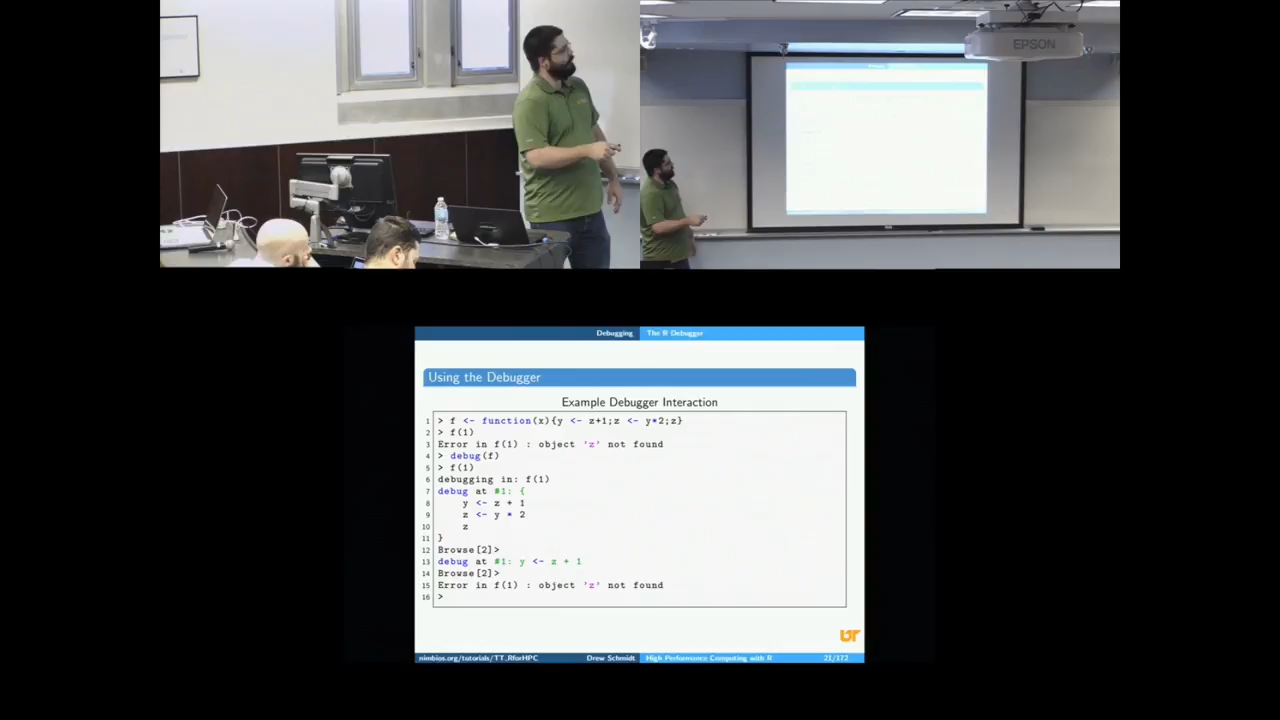 EPSON
Debugging The R Debugger
Using the Debugger
Example Debugger Interaction
1 > f <- function(x){y <- z+1;z <- y*2;z}
2 > f(1)
3 Error in f(1) : object 'z' not found
4 > debug(f)
5 > f(1)
6 debugging in: f(1)
7 debug at #1: {
8 y <- z + 1
9 z <- y * 2
10 z
11 }
12 Browse[2]>
13 debug at #1: y <- z + 1
14 Browse[2]>
15 Error in f(1) : object 'z' not found
16 >
UT
nimbios.org/tutorials/TT_RforHPC Drew Schmidt High Performance Computing with R 21/172